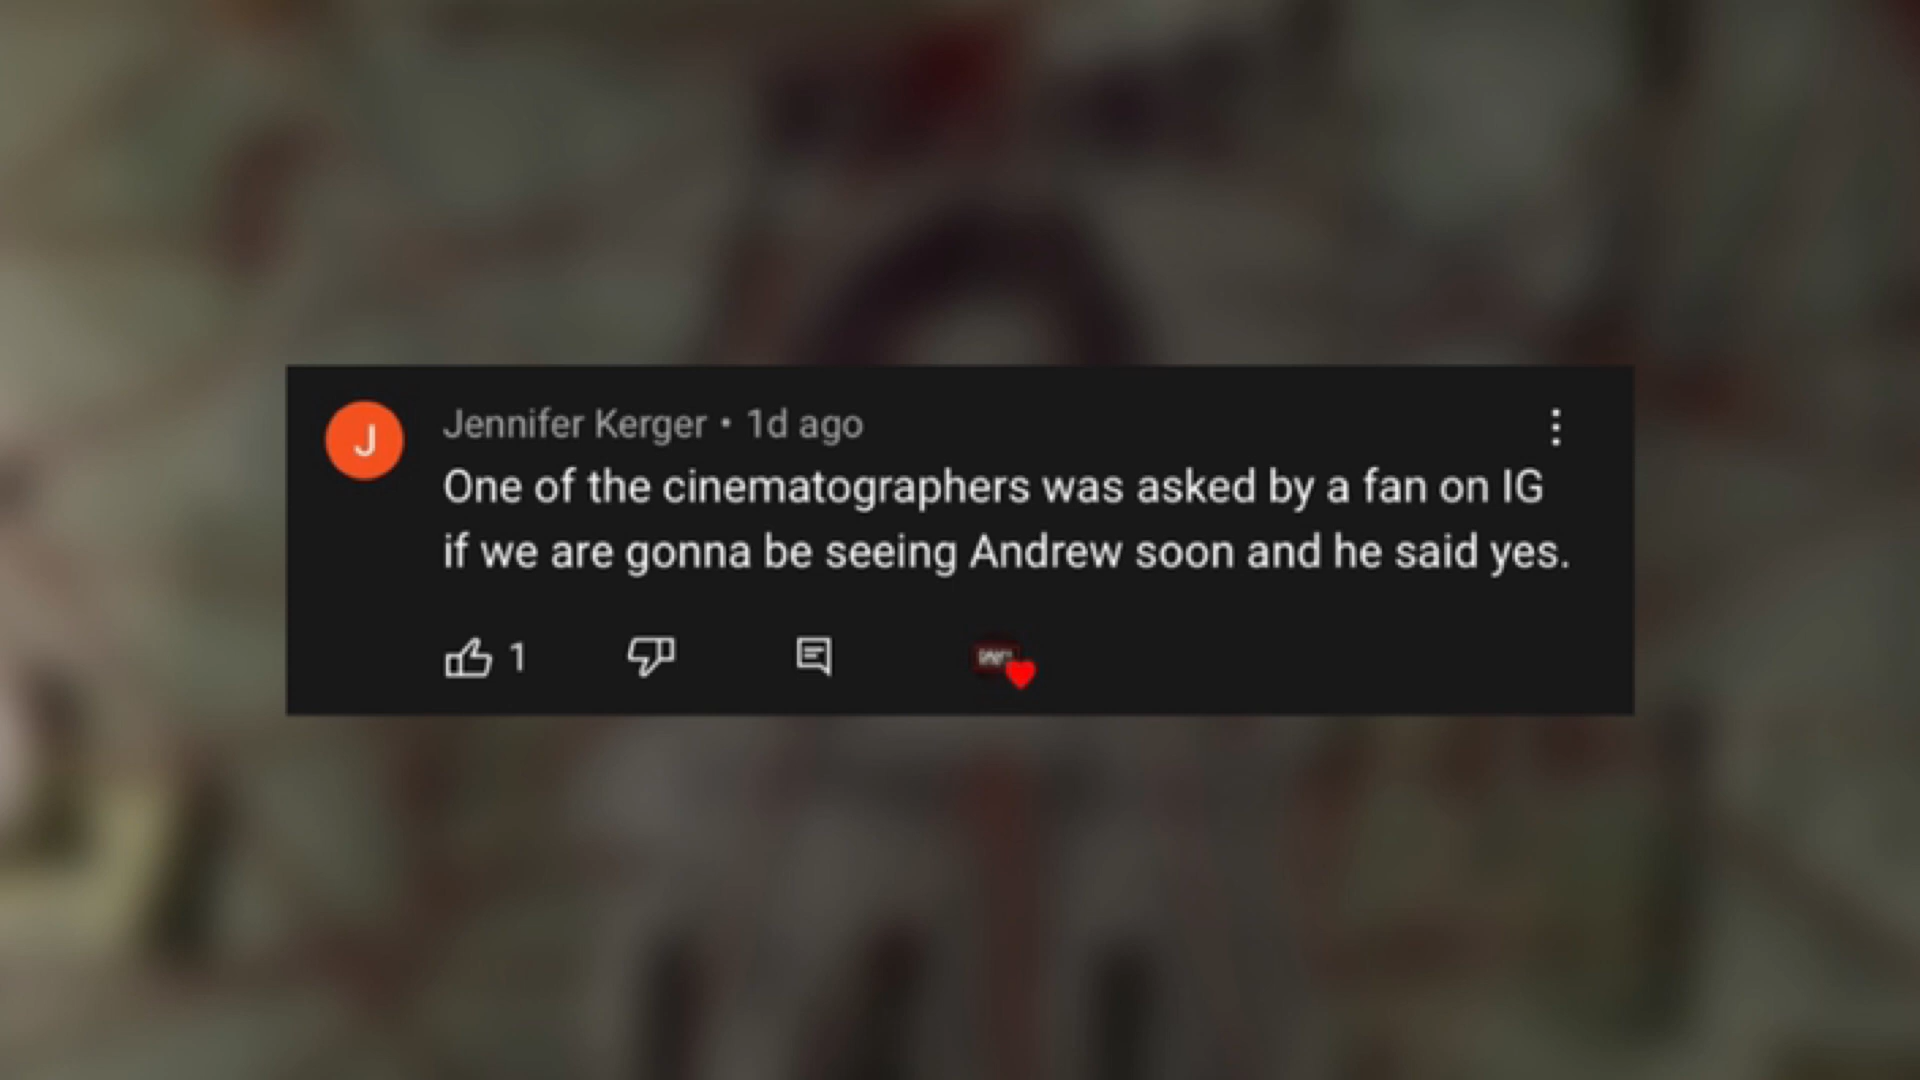 J
Jennifer Kerger • 1d ago
One of the cinematographers was asked by a fan on IG
if we are gonna be seeing Andrew soon and he said yes.
1